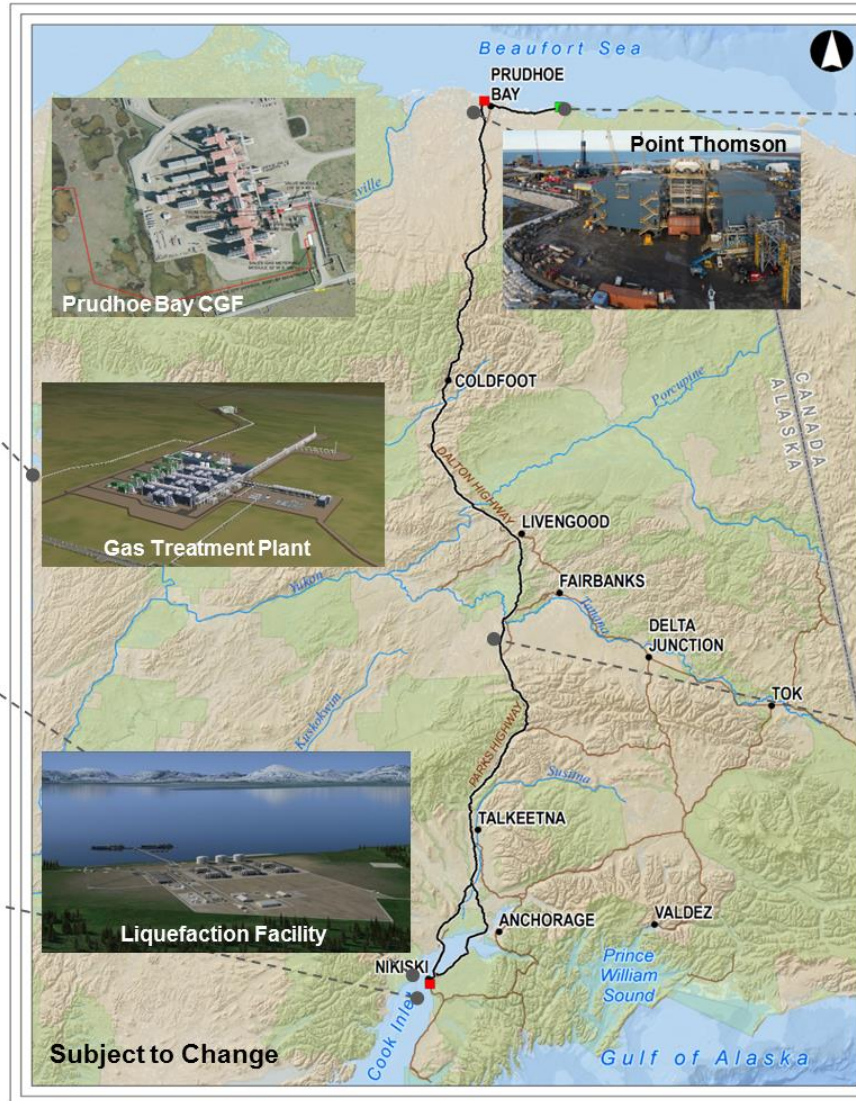 Beaufort Sea
PRUDHOE
BAY
Point Thomson
Prudhoe Bay CGF
COLDFOOT
Porcupine
CANADA
ALASKA
DALTON HIGHWAY
LIVENGOOD
Gas Treatment Plant
Yukon
FAIRBANKS
Tanana
DELTA
JUNCTION
TOK
Kuskokwim
PARKS HIGHWAY
Susitna
TALKEETNA
Liquefaction Facility
ANCHORAGE
VALDEZ
NIKISKI
Prince
William
Sound
Cook Inlet
Subject to Change
Gulf of Alaska